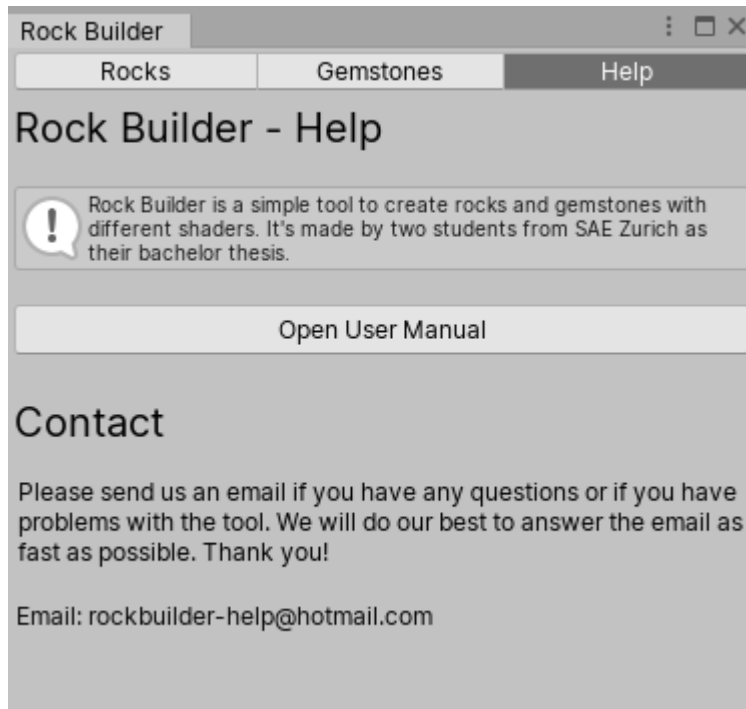 Rock Builder
Rocks Gemstones Help
Rock Builder - Help
Rock Builder is a simple tool to create rocks and gemstones with
different shaders. It's made by two students from SAE Zurich as
their bachelor thesis.
Open User Manual
Contact
Please send us an email if you have any questions or if you have
problems with the tool. We will do our best to answer the email as
fast as possible. Thank you!
Email: rockbuilder-help@hotmail.com